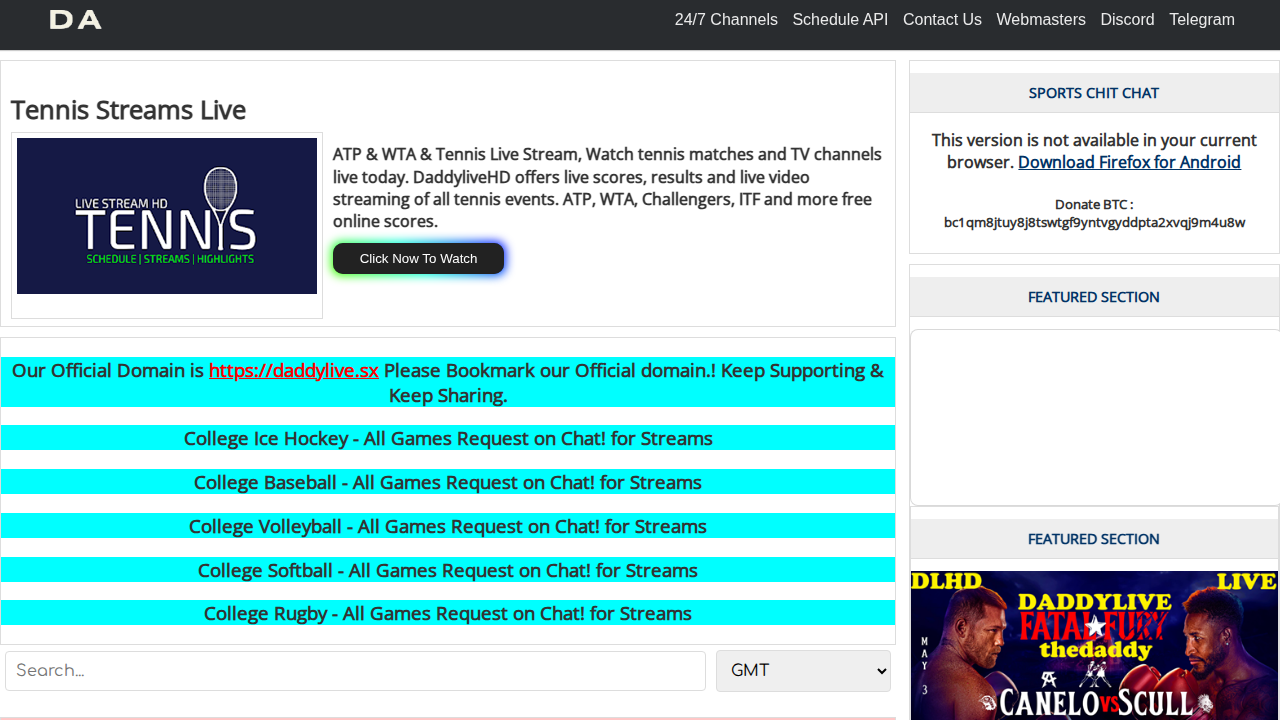 DA
24/7 Channels Schedule API Contact Us Webmasters Discord Telegram
Tennis Streams Live
LIVE STREAM HD
TENNIS
SCHEDULE | STREAMS | HIGHLIGHTS
ATP & WTA & Tennis Live Stream, Watch tennis matches and TV channels
live today. DaddyliveHD offers live scores, results and live video
streaming of all tennis events. ATP, WTA, Challengers, ITF and more free
online scores.
Click Now To Watch
Our Official Domain is https://daddylive.sx Please Bookmark our Official domain.! Keep Supporting &
Keep Sharing.
College Ice Hockey - All Games Request on Chat! for Streams
College Baseball - All Games Request on Chat! for Streams
College Volleyball - All Games Request on Chat! for Streams
College Softball - All Games Request on Chat! for Streams
College Rugby - All Games Request on Chat! for Streams
Search...
GMT
SPORTS CHIT CHAT
This version is not available in your current
browser. Download Firefox for Android
Donate BTC :
bc1qm8jtuy8j8tswtgf9yntvgyddpta2xvqj9m4u8w
FEATURED SECTION
FEATURED SECTION
DLHD LIVE
DADDYLIVE
FATAL FURY
thedaddy
MAY 3
CANELO VS SCULL